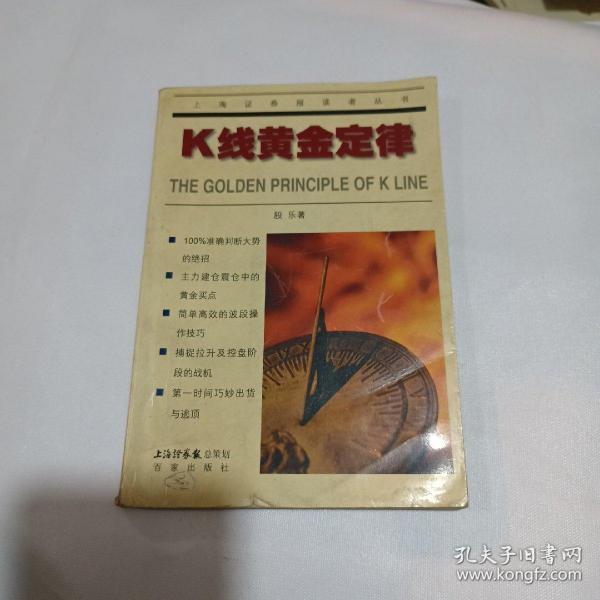 上海证券报读者丛书
K线黄金定律
THE GOLDEN PRINCIPLE OF K LINE
殷 乐著
■ 100%准确判断大势
的绝招
■ 主力建仓震仓中的
黄金买点
■ 简单高效的波段操
作技巧
■ 捕捉拉升及控盘阶
段的战机
■ 第一时间巧妙出货
与逃顶
上海證券報 总策划
百家出版社
孔夫子旧书网
www.kongfz.com